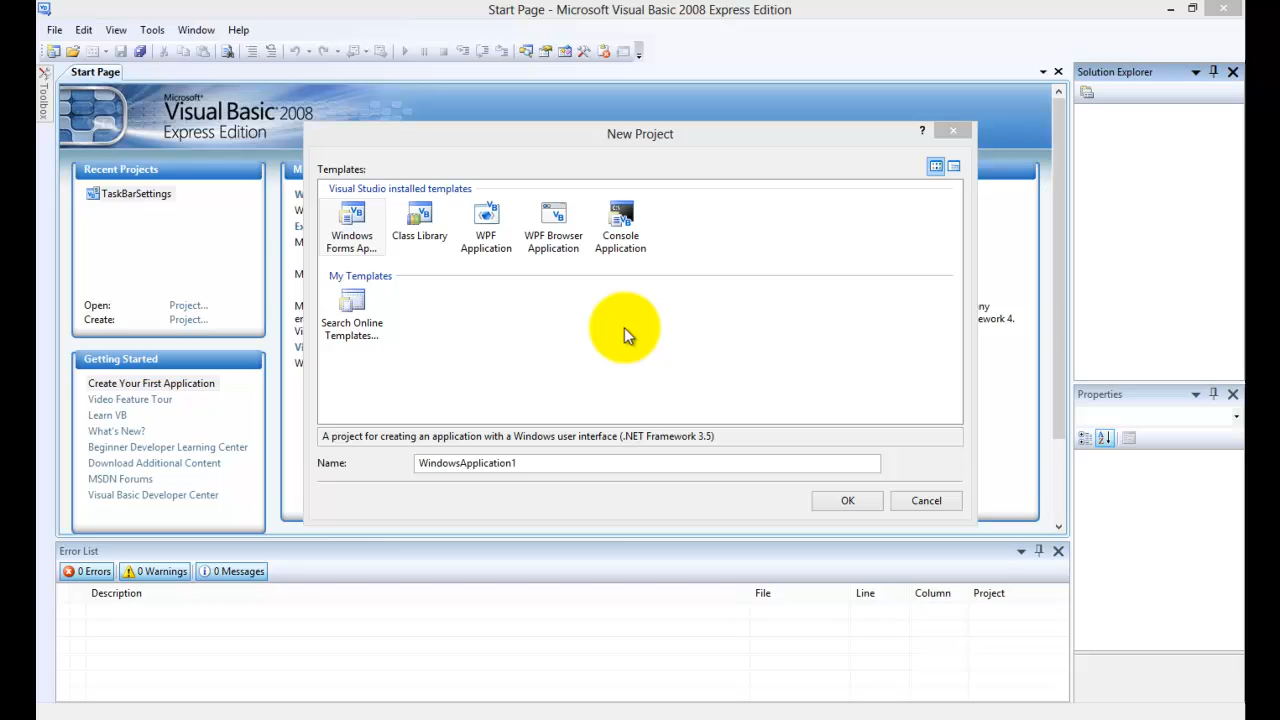 Start Page - Microsoft Visual Basic 2008 Express Edition
File Edit View Tools Window Help
Toolbox
Start Page
Solution Explorer
Microsoft®
Visual Basic® 2008
Express Edition
New Project
?
Recent Projects
TaskBarSettings
Open: Project...
Create: Project...
Getting Started
Create Your First Application
Video Feature Tour
Learn VB
What's New?
Beginner Developer Learning Center
Download Additional Content
MSDN Forums
Visual Basic Developer Center
Templates:
Visual Studio installed templates
Windows Forms Ap...
Class Library
WPF Application
WPF Browser Application
Console Application
My Templates
Search Online Templates...
A project for creating an application with a Windows user interface (.NET Framework 3.5)
Name: WindowsApplication1
OK Cancel
ny
ework 4.
Properties
Error List
0 Errors 0 Warnings 0 Messages
Description File Line Column Project